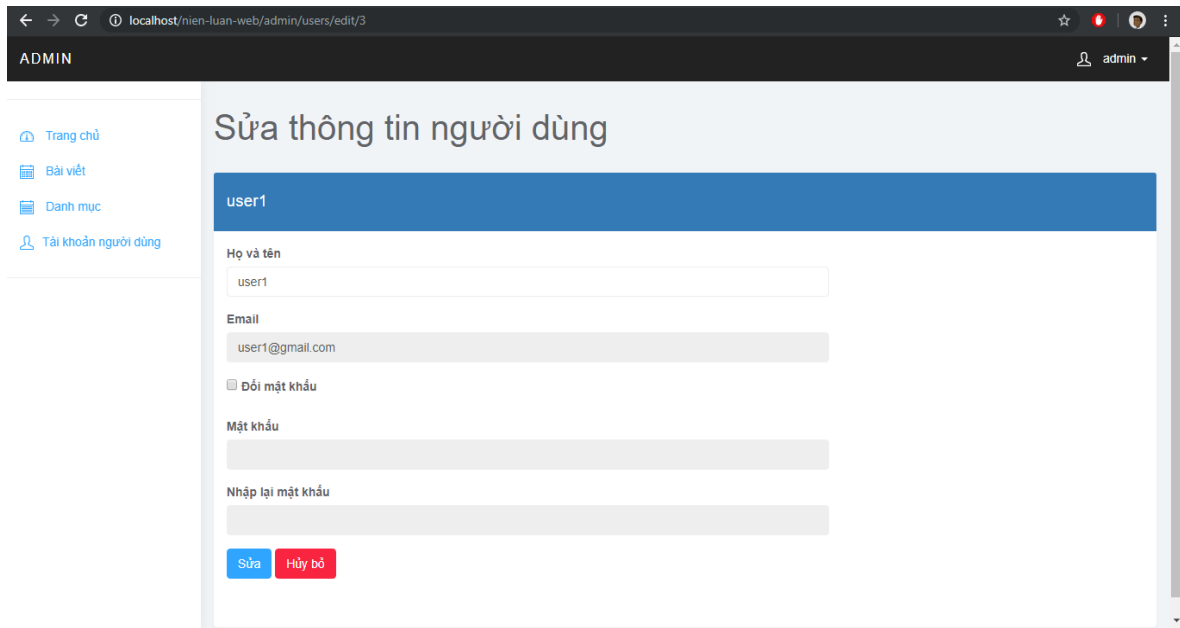 localhost/nien-luan-web/admin/users/edit/3
ADMIN
admin
Trang chủ
Bài viết
Danh mục
Tài khoản người dùng
Sửa thông tin người dùng
user1
Họ và tên
user1
Email
user1@gmail.com
Đổi mật khẩu
Mật khẩu
Nhập lại mật khẩu
Sửa Hủy bỏ